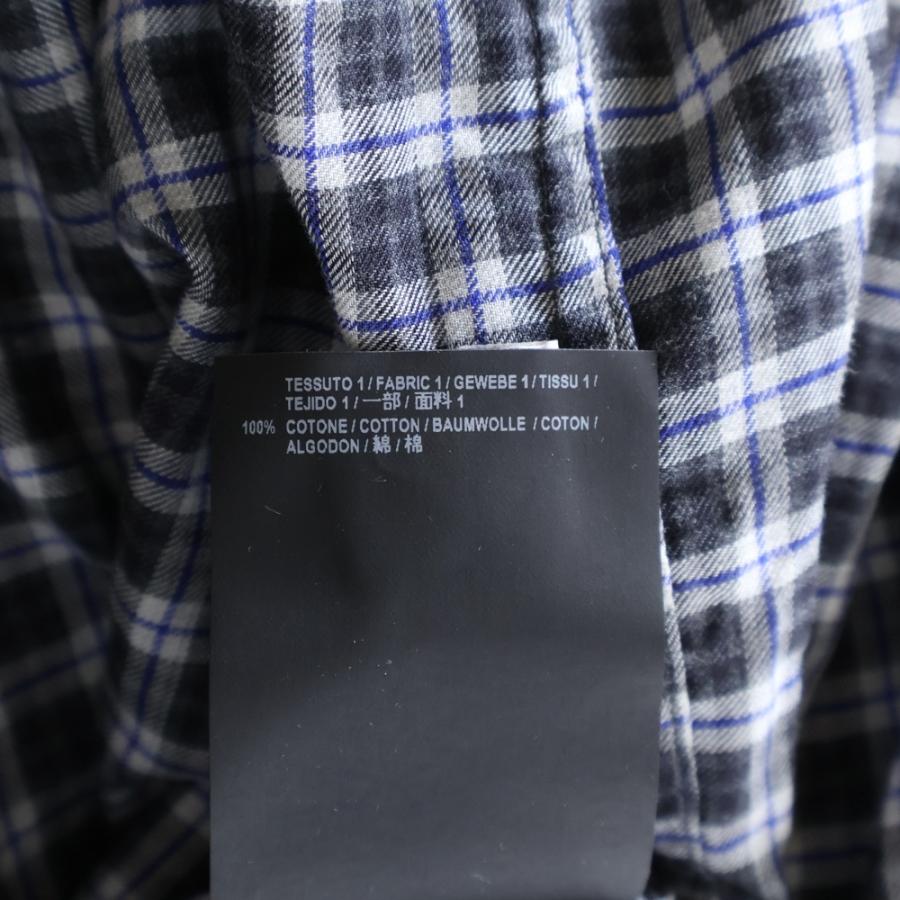 TESSUTO 1 / FABRIC 1 / GEWEBE 1 / TISSU 1 /
TEJIDO 1 / 一部 / 面料 1
100% COTONE / COTTON / BAUMWOLLE / COTON /
ALGODON / 綿 / 棉